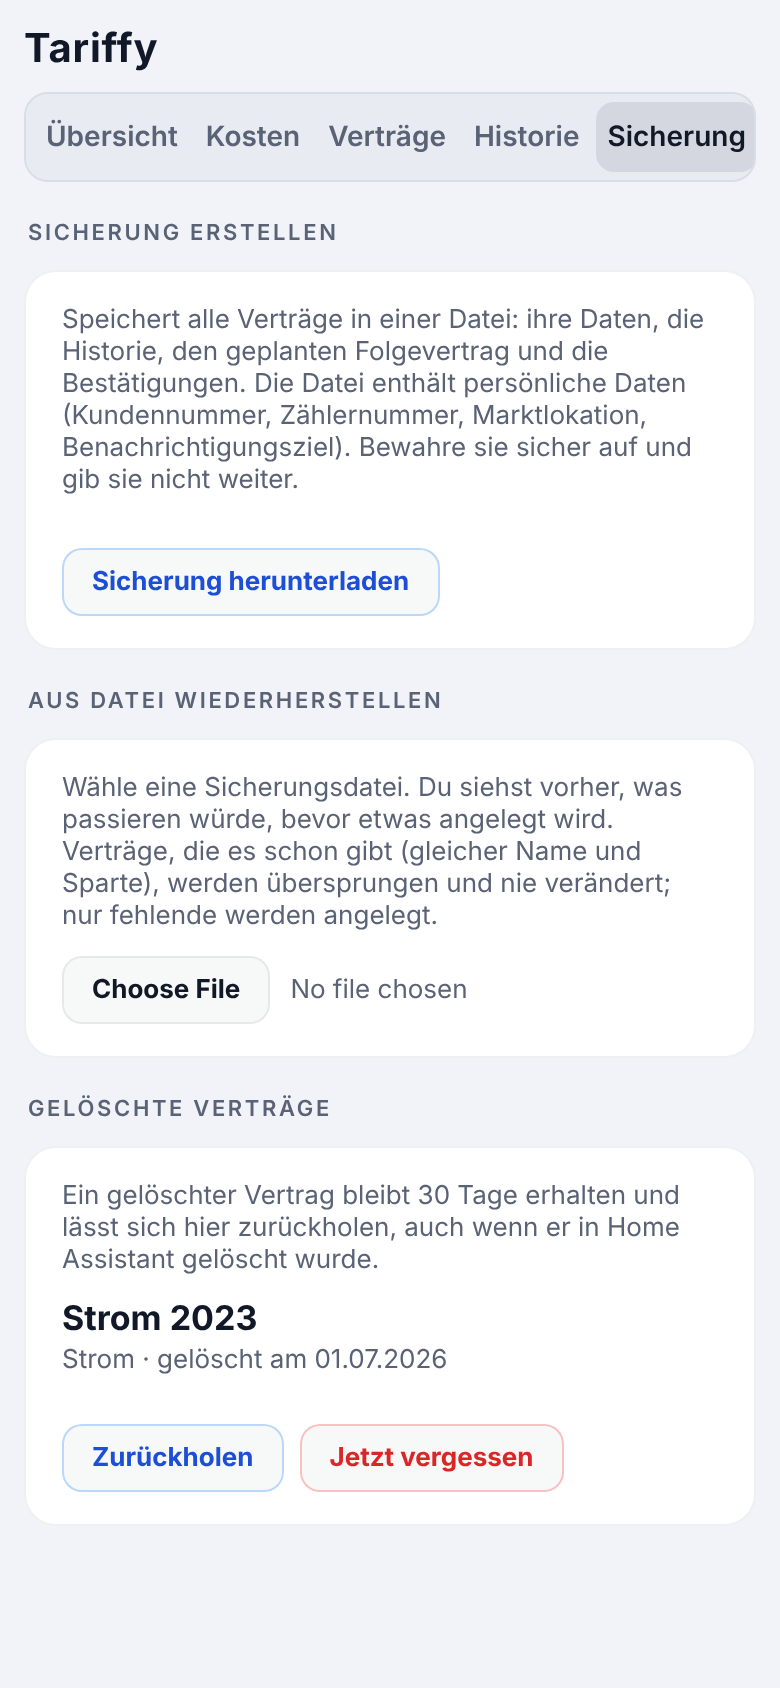 Tariffy
Übersicht Kosten Verträge Historie Sicherung
SICHERUNG ERSTELLEN
Speichert alle Verträge in einer Datei: ihre Daten, die
Historie, den geplanten Folgevertrag und die
Bestätigungen. Die Datei enthält persönliche Daten
(Kundennummer, Zählernummer, Marktlokation,
Benachrichtigungsziel). Bewahre sie sicher auf und
gib sie nicht weiter.
Sicherung herunterladen
AUS DATEI WIEDERHERSTELLEN
Wähle eine Sicherungsdatei. Du siehst vorher, was
passieren würde, bevor etwas angelegt wird.
Verträge, die es schon gibt (gleicher Name und
Sparte), werden übersprungen und nie verändert;
nur fehlende werden angelegt.
Choose File No file chosen
GELÖSCHTE VERTRÄGE
Ein gelöschter Vertrag bleibt 30 Tage erhalten und
lässt sich hier zurückholen, auch wenn er in Home
Assistant gelöscht wurde.
Strom 2023
Strom · gelöscht am 01.07.2026
Zurückholen Jetzt vergessen